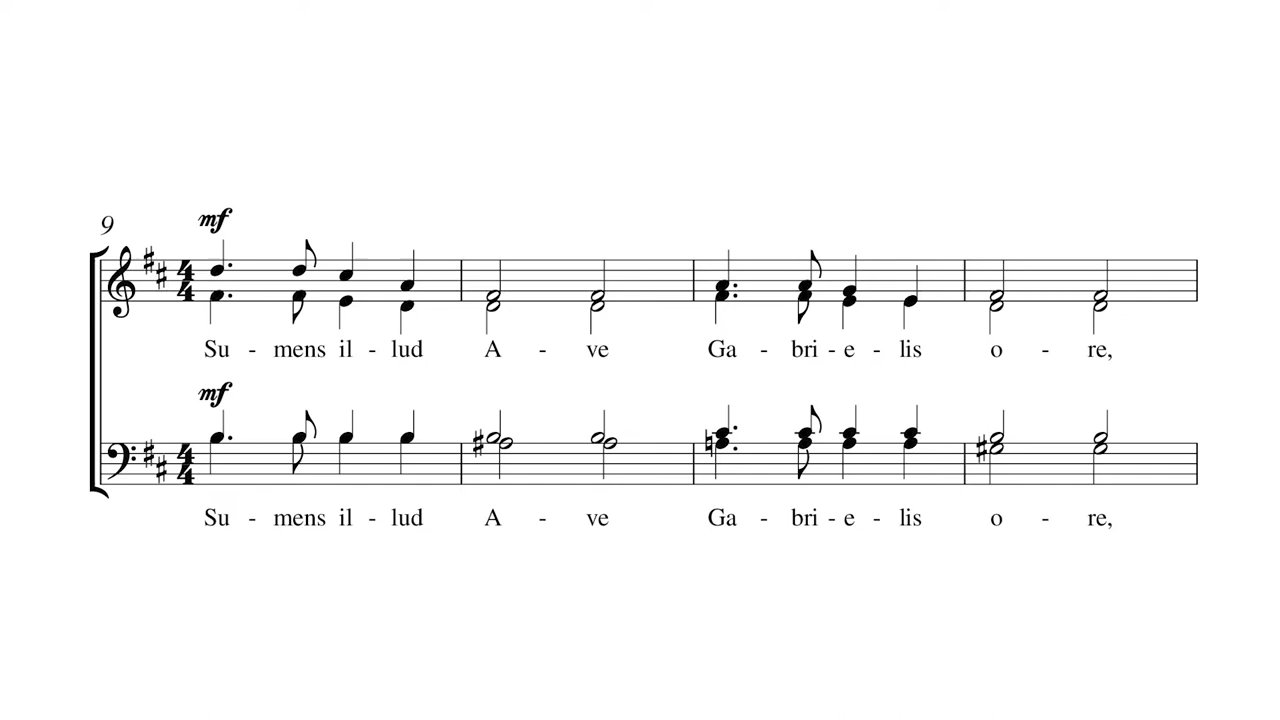 9
mf
Su - mens il - lud A - ve Ga - bri - e - lis o - re,
mf
Su - mens il - lud A - ve Ga - bri - e - lis o - re,